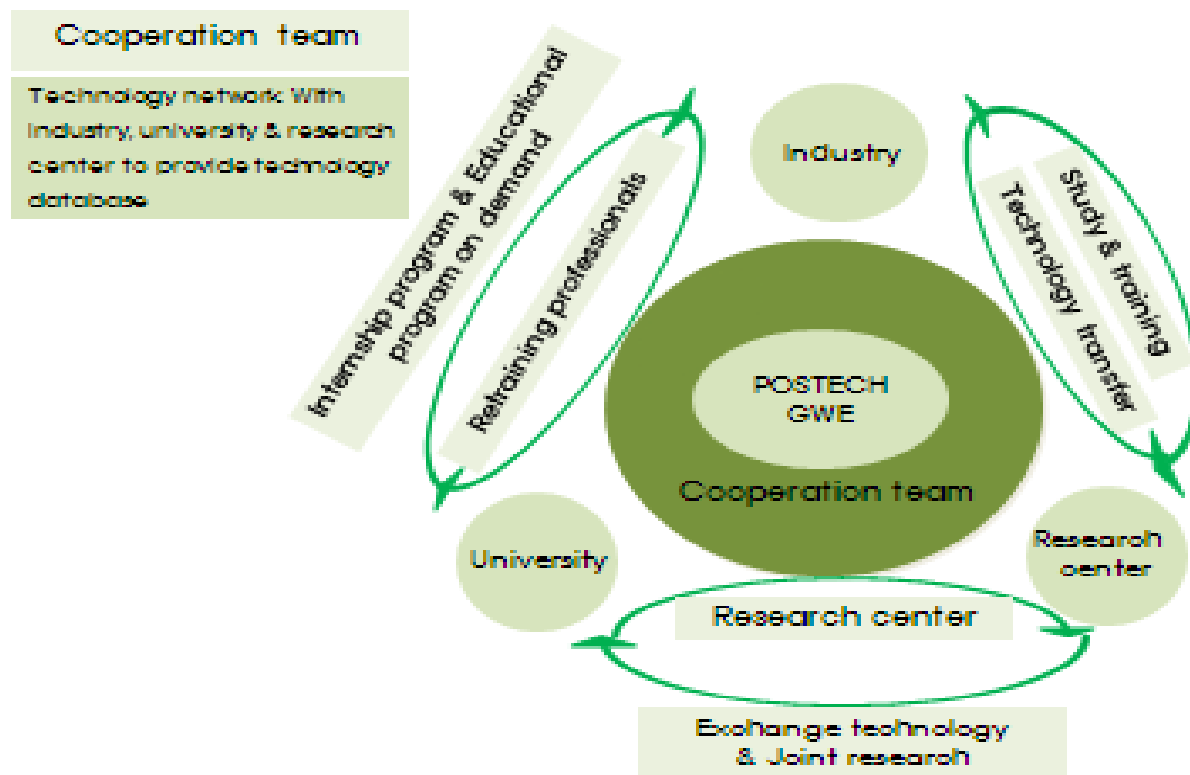 Cooperation team
Technology network With
industry, university & research
center to provide technology
database
Internship program & Educational
program on demand
Retraining professionals
Industry
Study & training
Technology transfer
POSTECH
GWE
Cooperation team
University
Research
center
Research center
Exchange technology
& Joint research